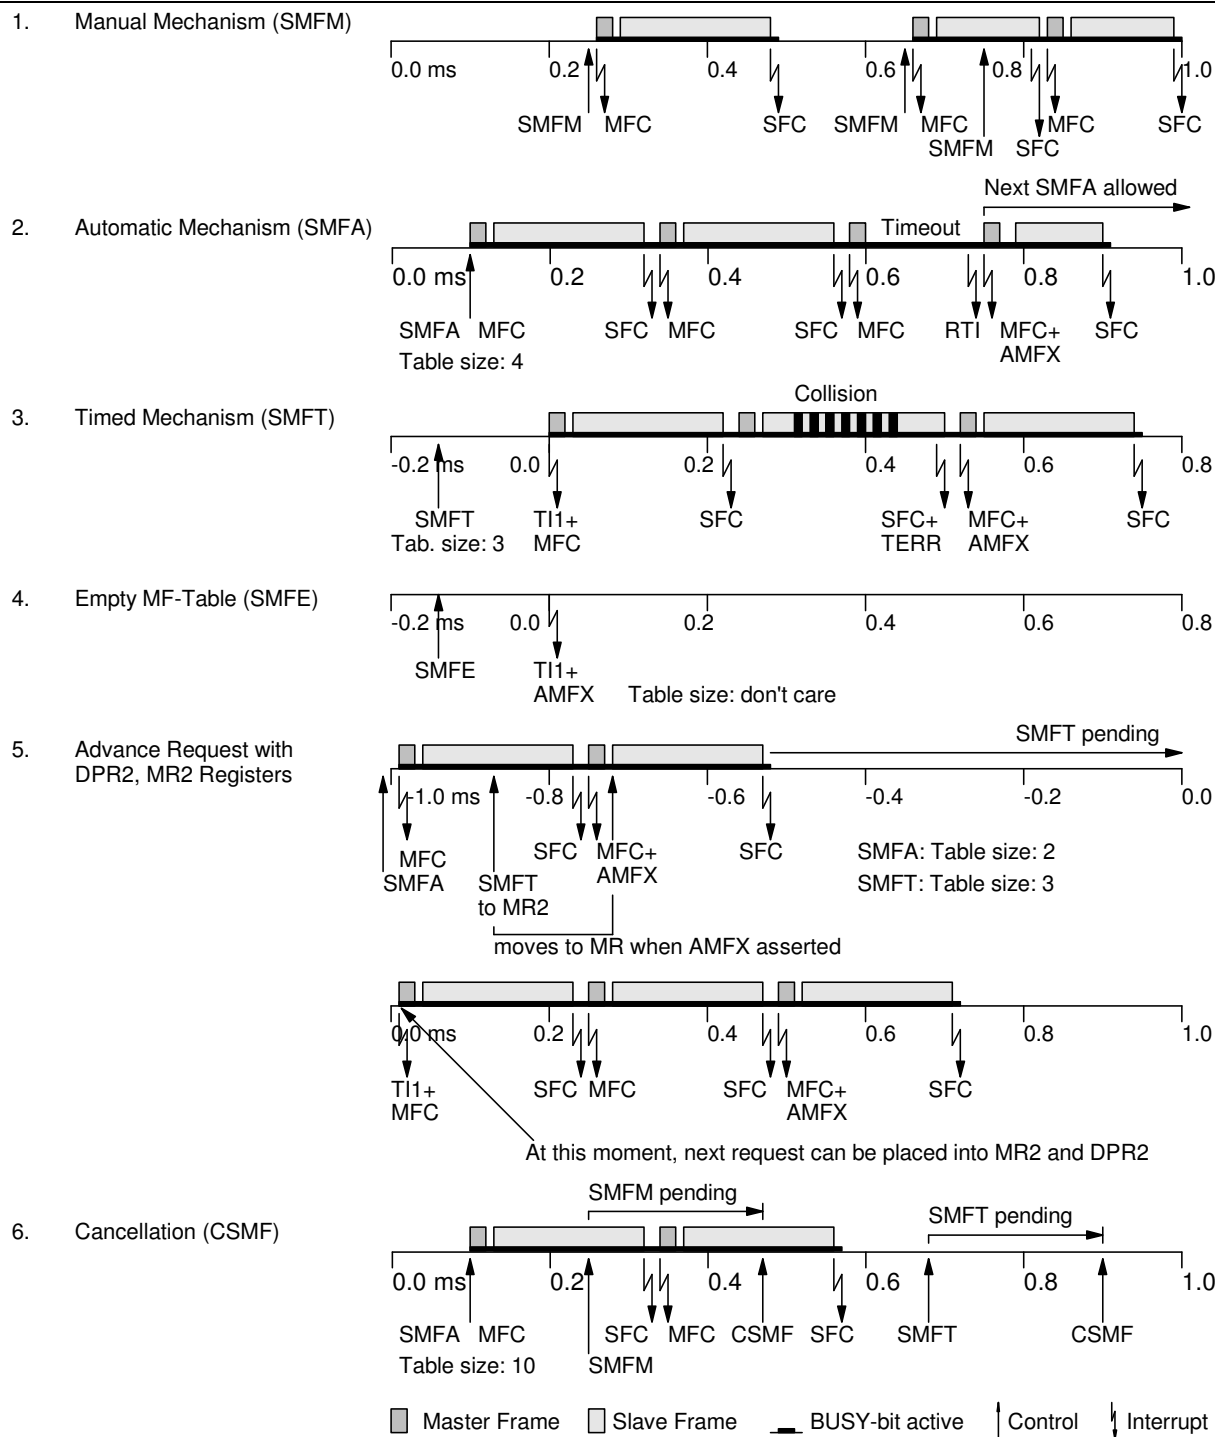 1. Manual Mechanism (SMFM)
0.0 ms 0.2 0.4 0.6 0.8 1.0
SMFM MFC SFC SMFM MFC MFC SFC
SMFM SFC
Next SMFA allowed
2. Automatic Mechanism (SMFA) Timeout
0.0 ms 0.2 0.4 0.6 0.8 1.0
SMFA MFC SFC MFC SFC MFC RTI MFC+ SFC
AMFX
Table size: 4
Collision
3. Timed Mechanism (SMFT)
-0.2 ms 0.0 0.2 0.4 0.6 0.8
SMFT TI1+ SFC SFC+ MFC+ SFC
Tab. size: 3 MFC TERR AMFX
4. Empty MF-Table (SMFE)
-0.2 ms 0.0 0.2 0.4 0.6 0.8
SMFE TI1+
AMFX Table size: don't care
SMFT pending
5. Advance Request with
DPR2, MR2 Registers
-1.0 ms -0.8 -0.6 -0.4 -0.2 0.0
MFC SFC MFC+ SFC SMFA: Table size: 2
AMFX
SMFA SMFT SMFT: Table size: 3
to MR2
moves to MR when AMFX asserted
0.0 ms 0.2 0.4 0.6 0.8 1.0
TI1+ SFC MFC SFC MFC+ SFC
MFC AMFX
At this moment, next request can be placed into MR2 and DPR2
SMFM pending
SMFT pending
6. Cancellation (CSMF)
0.0 ms 0.2 0.4 0.6 0.8 1.0
SMFA MFC SFC MFC CSMF SFC SMFT CSMF
Table size: 10 SMFM
Master Frame Slave Frame BUSY-bit active Control Interrupt